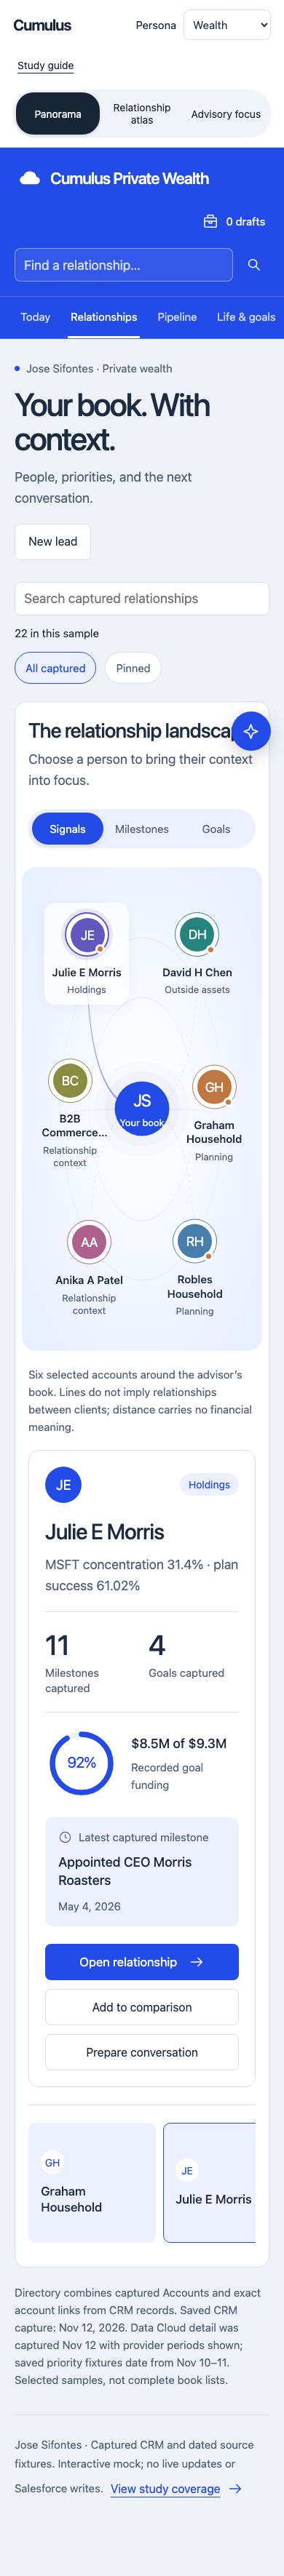 Cumulus
Persona
Wealth
Study guide
Panorama
Relationship
atlas
Advisory focus
Cumulus Private Wealth
0 drafts
Find a relationship...
Today
Relationships
Pipeline
Life & goals
Jose Sifontes · Private wealth
Your book. With
context.
People, priorities, and the next
conversation.
New lead
Search captured relationships
22 in this sample
All captured
Pinned
The relationship landscap
Choose a person to bring their context
into focus.
Signals
Milestones
Goals
JE
Julie E Morris
Holdings
DH
David H Chen
Outside assets
BC
B2B
Commerce...
Relationship
context
JS
Your book
GH
Graham
Household
Planning
AA
Anika A Patel
Relationship
context
RH
Robles
Household
Planning
Six selected accounts around the advisor's
book. Lines do not imply relationships
between clients; distance carries no financial
meaning.
JE
Holdings
Julie E Morris
MSFT concentration 31.4% · plan
success 61.02%
11
Milestones
captured
4
Goals captured
92%
$8.5M of $9.3M
Recorded goal
funding
Latest captured milestone
Appointed CEO Morris
Roasters
May 4, 2026
Open relationship
Add to comparison
Prepare conversation
GH
Graham
Household
JE
Julie E Morris
Directory combines captured Accounts and exact
account links from CRM records. Saved CRM
capture: Nov 12, 2026. Data Cloud detail was
captured Nov 12 with provider periods shown;
saved priority fixtures date from Nov 10–11.
Selected samples, not complete book lists.
Jose Sifontes · Captured CRM and dated source
fixtures. Interactive mock; no live updates or
Salesforce writes. View study coverage